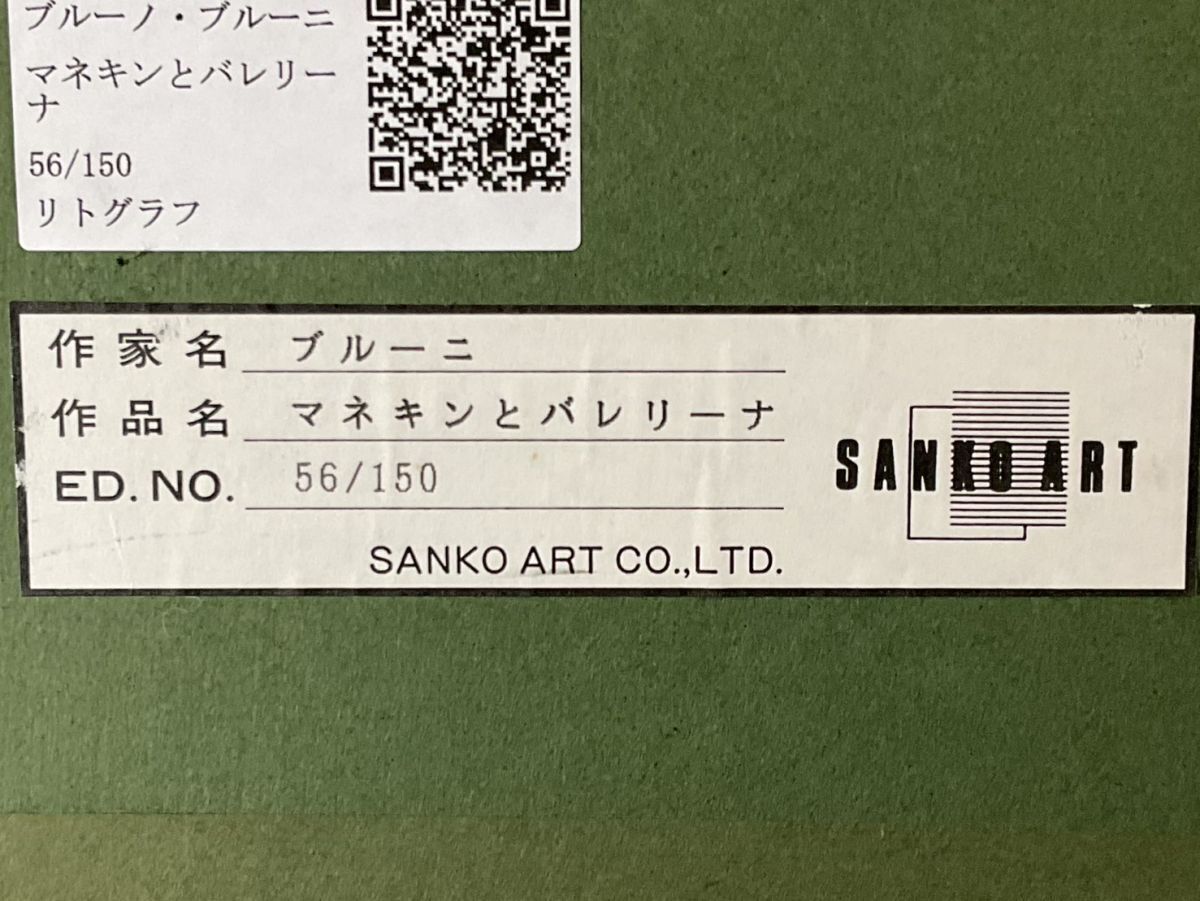 ブルーノ・ブルーニ
マネキンとバレリー
ナ
56/150
リトグラフ
作家名 ブルーニ
作品名 マネキンとバレリーナ
ED. NO. 56/150
SANKO ART CO.,LTD.
SANKO ART